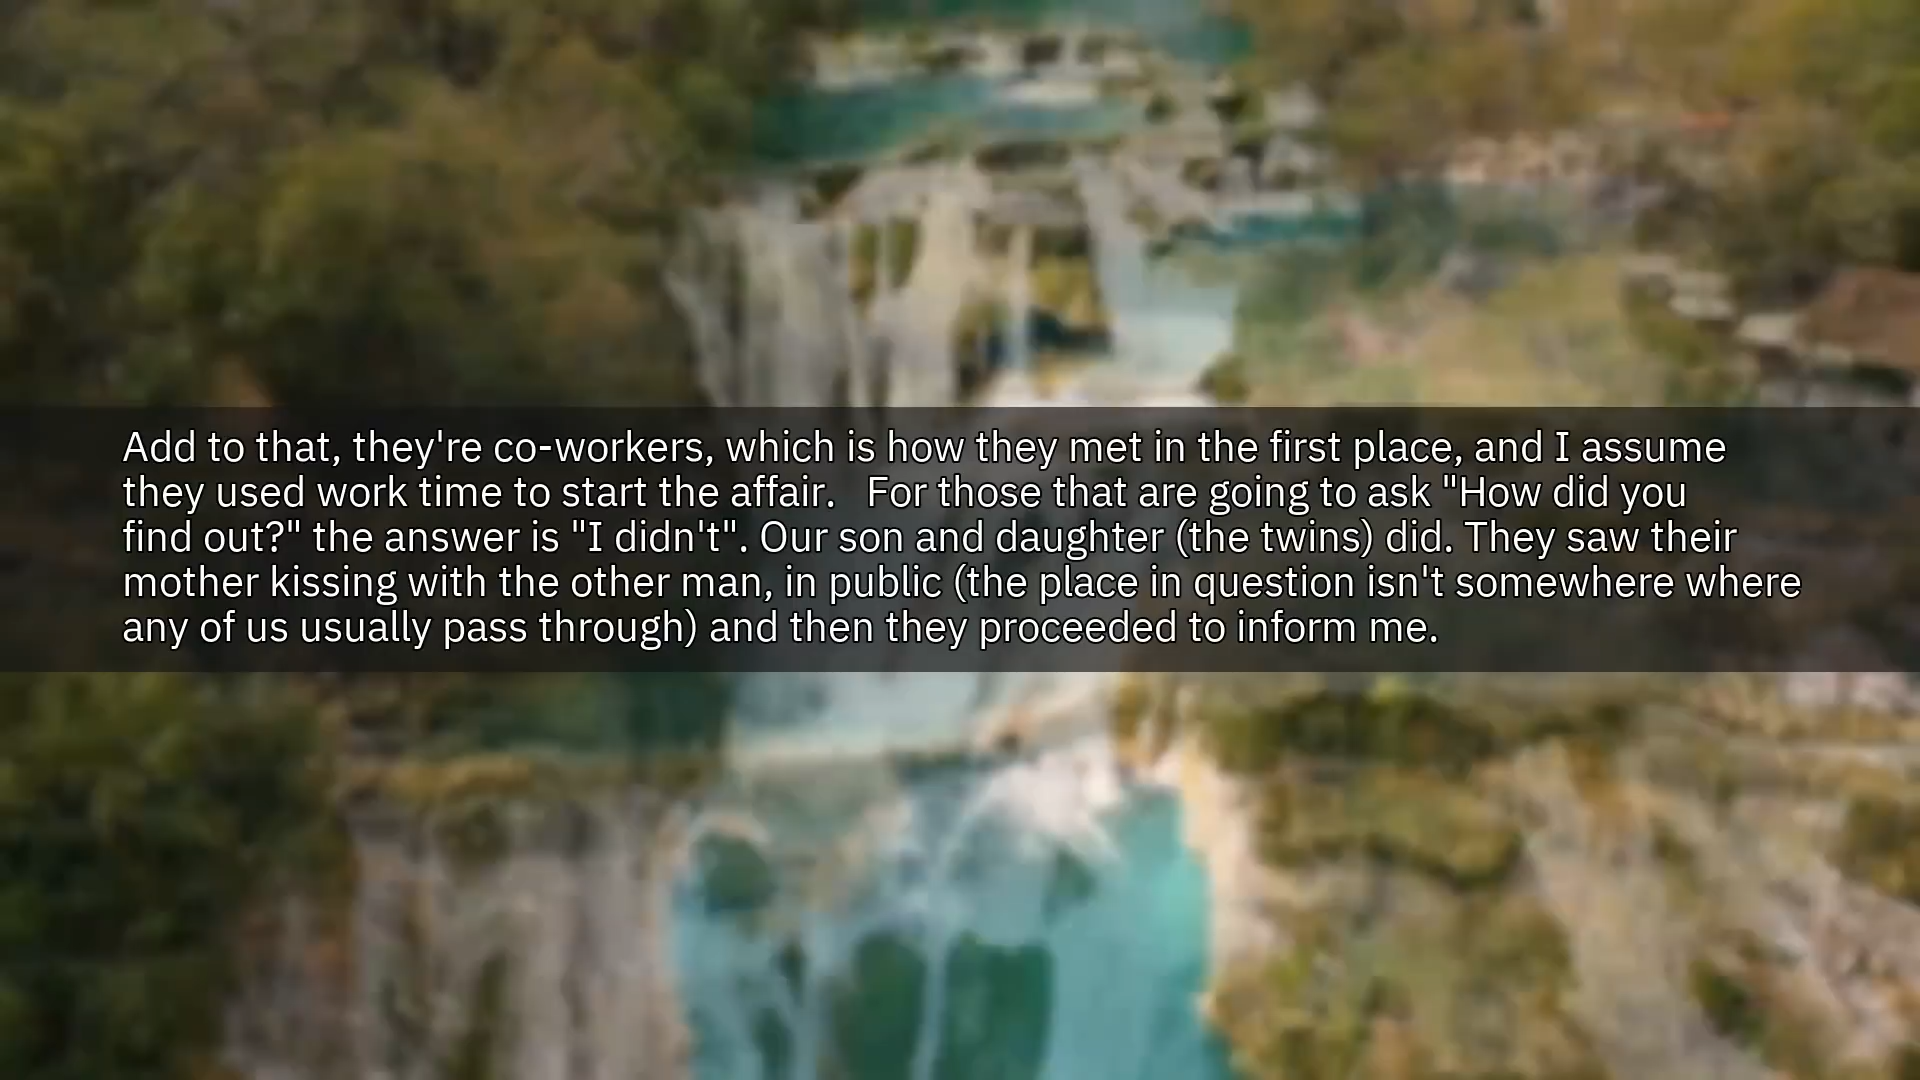 Add to that, they're co-workers, which is how they met in the first place, and I assume
they used work time to start the affair.   For those that are going to ask "How did you
find out?" the answer is "I didn't". Our son and daughter (the twins) did. They saw their
mother kissing with the other man, in public (the place in question isn't somewhere where
any of us usually pass through) and then they proceeded to inform me.